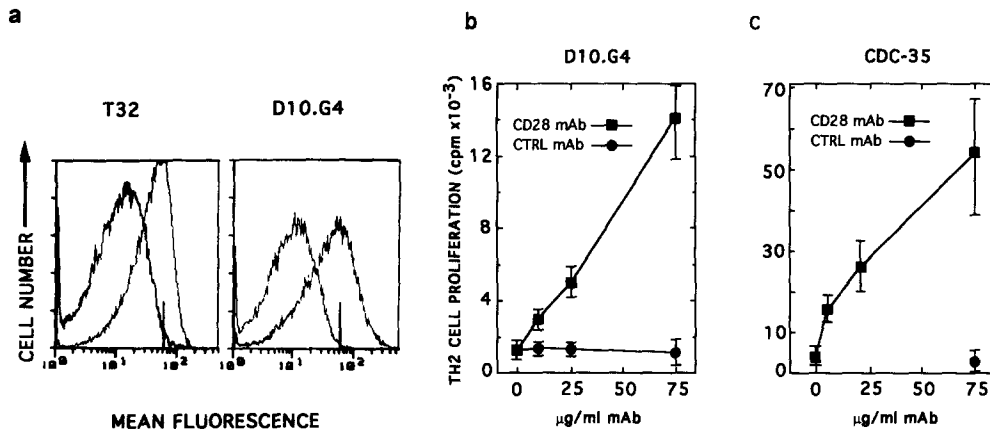 a
T32
D10.G4
CELL NUMBER
10⁰ 10¹ 10²
10⁰ 10¹ 10²
MEAN FLUORESCENCE
b
D10.G4
TH2 CELL PROLIFERATION (cpm x10⁻³)
16
12
8
4
0
CD28 mAb
CTRL mAb
0 25 50 75
µg/ml mAb
c
CDC-35
70
50
30
10
0
CD28 mAb
CTRL mAb
0 25 50 75
µg/ml mAb